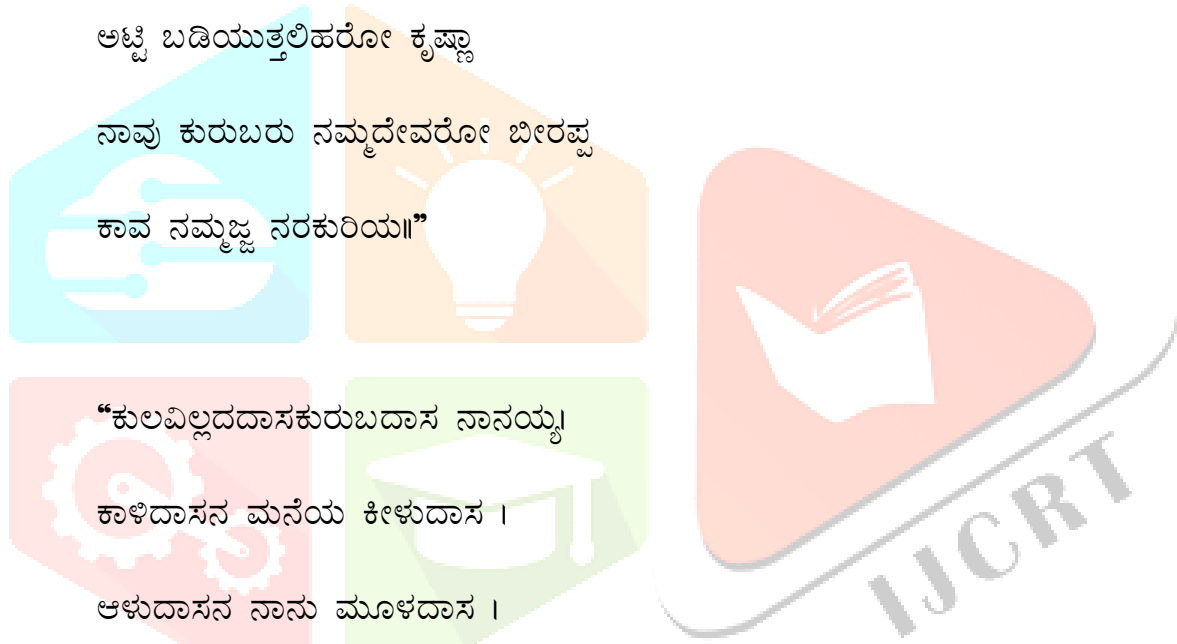 ಅಟ್ಟಿ ಬಡಿಯುತ್ತಲಿಹರೋ ಕೃಷ್ಣಾ
ನಾವು ಕುರುಬರು ನಮ್ಮದೇವರೋ ಬೀರಪ್ಪ
ಕಾವ ನಮ್ಮಜ್ಜ ನರಕುರಿಯ॥”
“ಕುಲವಿಲ್ಲದದಾಸಕುರುಬದಾಸ ನಾನಯ್ಯ।
ಕಾಳಿದಾಸನ ಮನೆಯ ಕೀಳುದಾಸ ।
ಆಳುದಾಸನ ನಾನು ಮೂಳದಾಸ ।
IJCRT